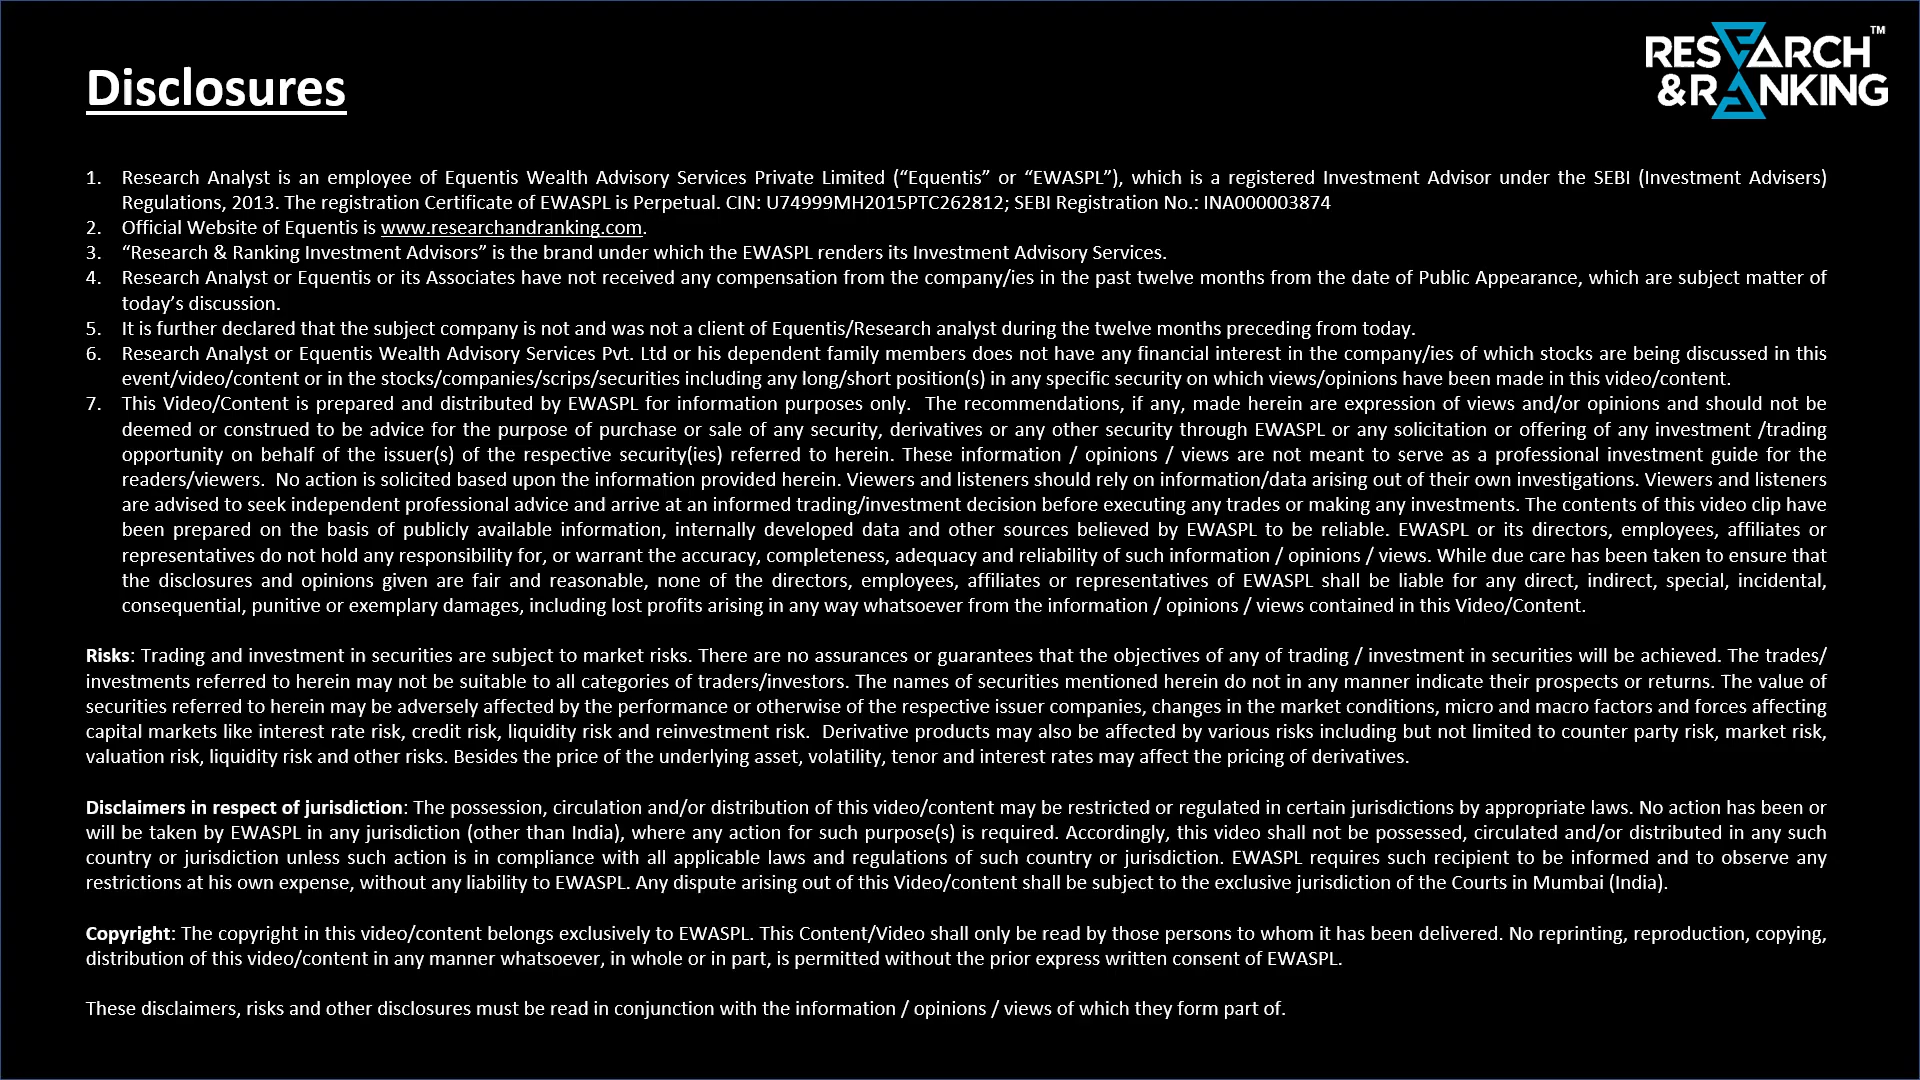 RESEARCH™
&RANKING
Disclosures
1. Research Analyst is an employee of Equentis Wealth Advisory Services Private Limited (“Equentis” or “EWASPL”), which is a registered Investment Advisor under the SEBI (Investment Advisers)
Regulations, 2013. The registration Certificate of EWASPL is Perpetual. CIN: U74999MH2015PTC262812; SEBI Registration No.: INA000003874
2. Official Website of Equentis is www.researchandranking.com.
3. “Research & Ranking Investment Advisors” is the brand under which the EWASPL renders its Investment Advisory Services.
4. Research Analyst or Equentis or its Associates have not received any compensation from the company/ies in the past twelve months from the date of Public Appearance, which are subject matter of
today’s discussion.
5. It is further declared that the subject company is not and was not a client of Equentis/Research analyst during the twelve months preceding from today.
6. Research Analyst or Equentis Wealth Advisory Services Pvt. Ltd or his dependent family members does not have any financial interest in the company/ies of which stocks are being discussed in this
event/video/content or in the stocks/companies/scrips/securities including any long/short position(s) in any specific security on which views/opinions have been made in this video/content.
7. This Video/Content is prepared and distributed by EWASPL for information purposes only. The recommendations, if any, made herein are expression of views and/or opinions and should not be
deemed or construed to be advice for the purpose of purchase or sale of any security, derivatives or any other security through EWASPL or any solicitation or offering of any investment /trading
opportunity on behalf of the issuer(s) of the respective security(ies) referred to herein. These information / opinions / views are not meant to serve as a professional investment guide for the
readers/viewers. No action is solicited based upon the information provided herein. Viewers and listeners should rely on information/data arising out of their own investigations. Viewers and listeners
are advised to seek independent professional advice and arrive at an informed trading/investment decision before executing any trades or making any investments. The contents of this video clip have
been prepared on the basis of publicly available information, internally developed data and other sources believed by EWASPL to be reliable. EWASPL or its directors, employees, affiliates or
representatives do not hold any responsibility for, or warrant the accuracy, completeness, adequacy and reliability of such information / opinions / views. While due care has been taken to ensure that
the disclosures and opinions given are fair and reasonable, none of the directors, employees, affiliates or representatives of EWASPL shall be liable for any direct, indirect, special, incidental,
consequential, punitive or exemplary damages, including lost profits arising in any way whatsoever from the information / opinions / views contained in this Video/Content.
Risks: Trading and investment in securities are subject to market risks. There are no assurances or guarantees that the objectives of any of trading / investment in securities will be achieved. The trades/
investments referred to herein may not be suitable to all categories of traders/investors. The names of securities mentioned herein do not in any manner indicate their prospects or returns. The value of
securities referred to herein may be adversely affected by the performance or otherwise of the respective issuer companies, changes in the market conditions, micro and macro factors and forces affecting
capital markets like interest rate risk, credit risk, liquidity risk and reinvestment risk. Derivative products may also be affected by various risks including but not limited to counter party risk, market risk,
valuation risk, liquidity risk and other risks. Besides the price of the underlying asset, volatility, tenor and interest rates may affect the pricing of derivatives.
Disclaimers in respect of jurisdiction: The possession, circulation and/or distribution of this video/content may be restricted or regulated in certain jurisdictions by appropriate laws. No action has been or
will be taken by EWASPL in any jurisdiction (other than India), where any action for such purpose(s) is required. Accordingly, this video shall not be possessed, circulated and/or distributed in any such
country or jurisdiction unless such action is in compliance with all applicable laws and regulations of such country or jurisdiction. EWASPL requires such recipient to be informed and to observe any
restrictions at his own expense, without any liability to EWASPL. Any dispute arising out of this Video/content shall be subject to the exclusive jurisdiction of the Courts in Mumbai (India).
Copyright: The copyright in this video/content belongs exclusively to EWASPL. This Content/Video shall only be read by those persons to whom it has been delivered. No reprinting, reproduction, copying,
distribution of this video/content in any manner whatsoever, in whole or in part, is permitted without the prior express written consent of EWASPL.
These disclaimers, risks and other disclosures must be read in conjunction with the information / opinions / views of which they form part of.